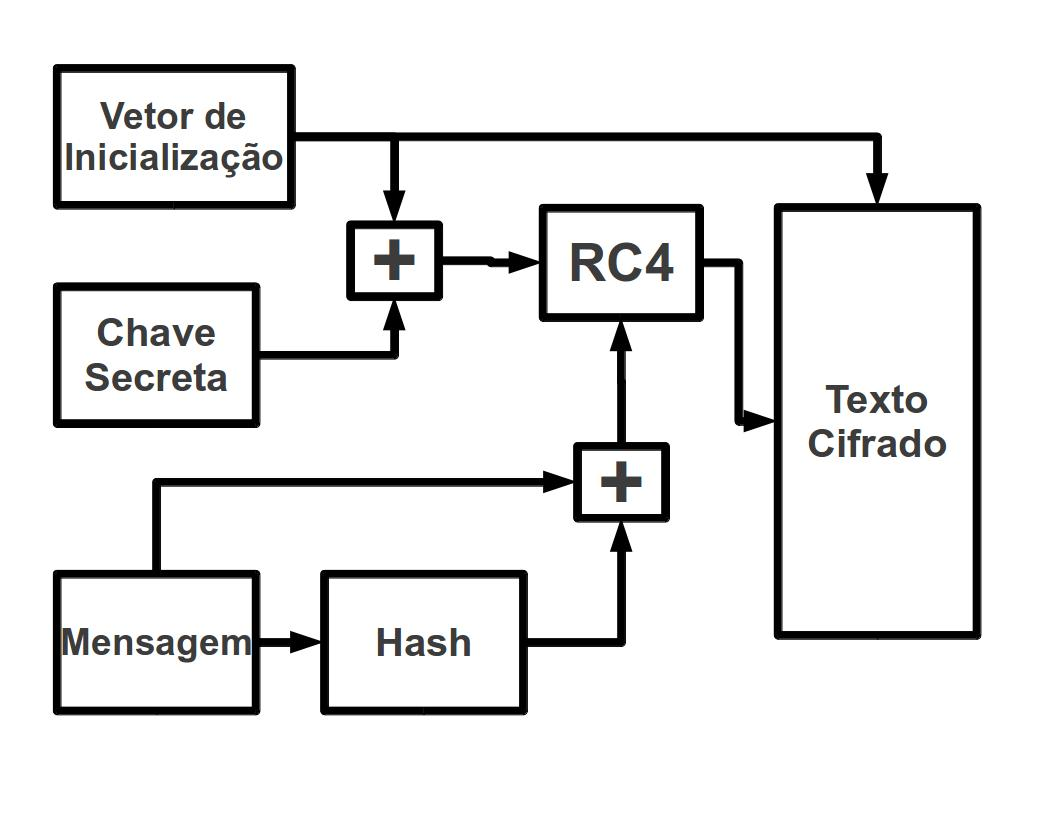 Vetor de
Inicialização
+
RC4
Chave
Secreta
Texto
Cifrado
+
Mensagem
Hash